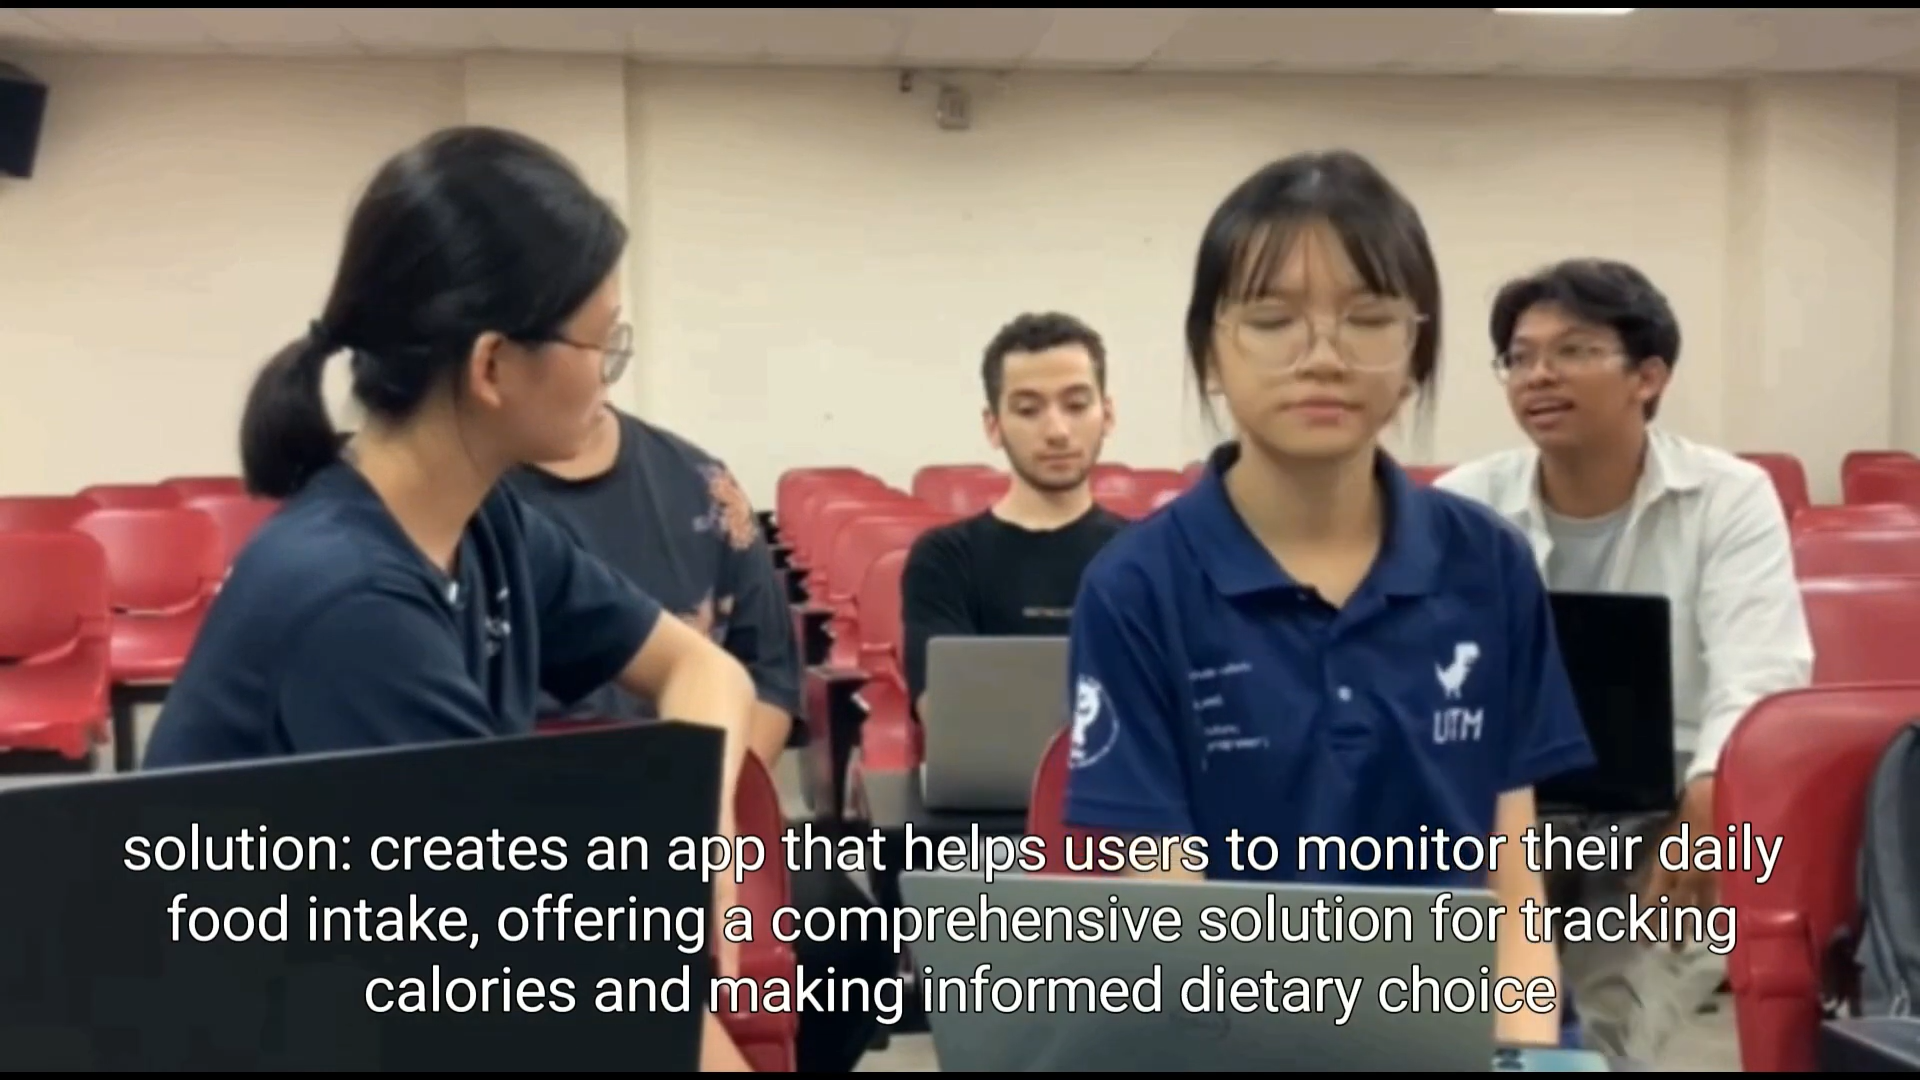 UTM
solution: creates an app that helps users to monitor their daily
food intake, offering a comprehensive solution for tracking
calories and making informed dietary choice